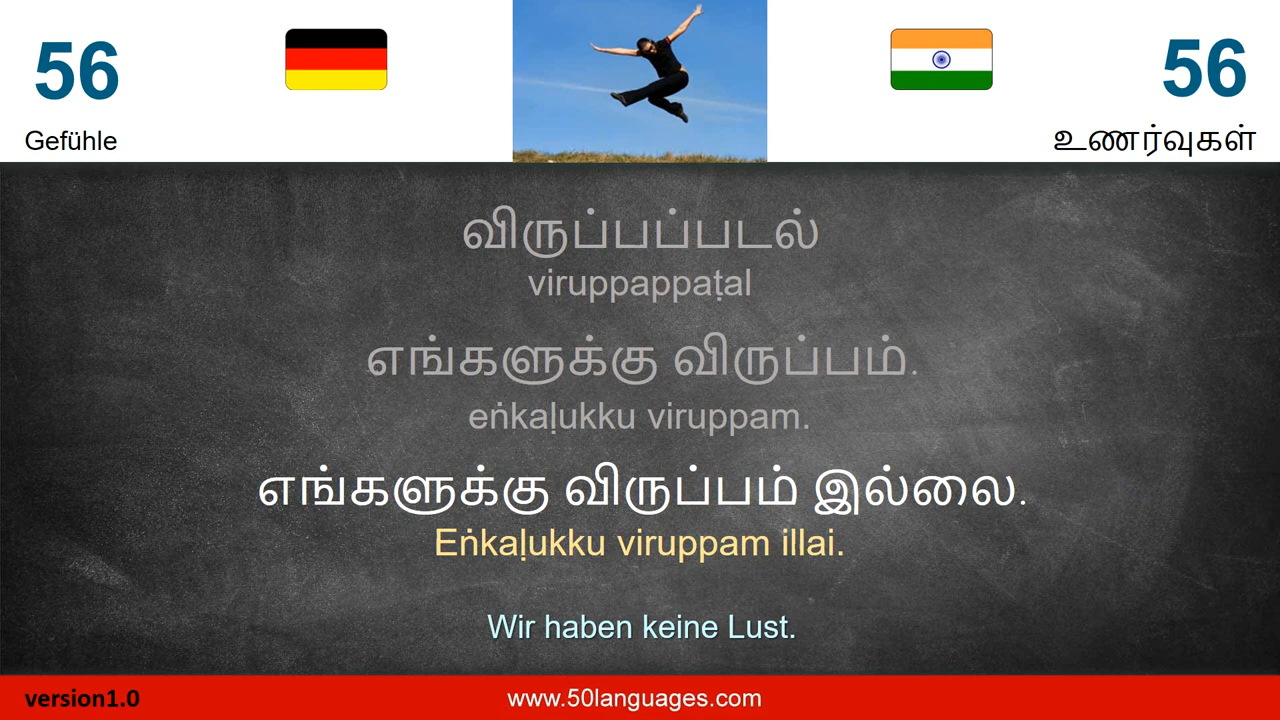 56
56
Gefühle
உணர்வுகள்
விருப்பப்படல்
viruppappaṭal
எங்களுக்கு விருப்பம்.
eṅkaḷukku viruppam.
எங்களுக்கு விருப்பம் இல்லை.
Eṅkaḷukku viruppam illai.
Wir haben keine Lust.
version1.0
www.50languages.com